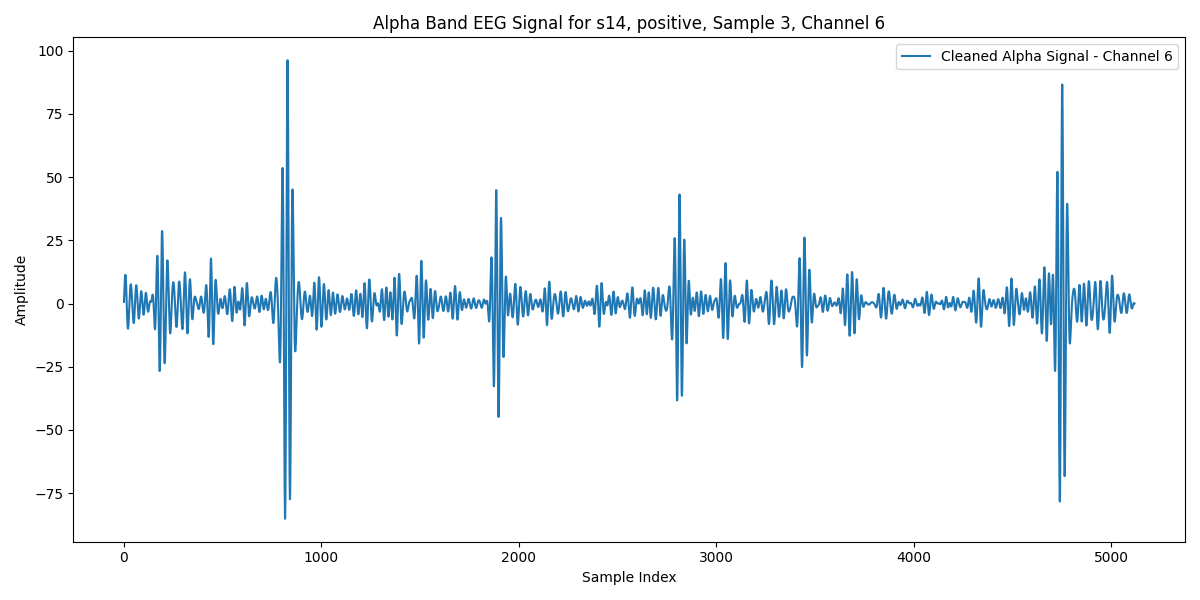 Alpha Band EEG Signal for s14, positive, Sample 3, Channel 6
Cleaned Alpha Signal - Channel 6
100
75
50
25
0
−25
−50
−75
Amplitude
0 1000 2000 3000 4000 5000
Sample Index